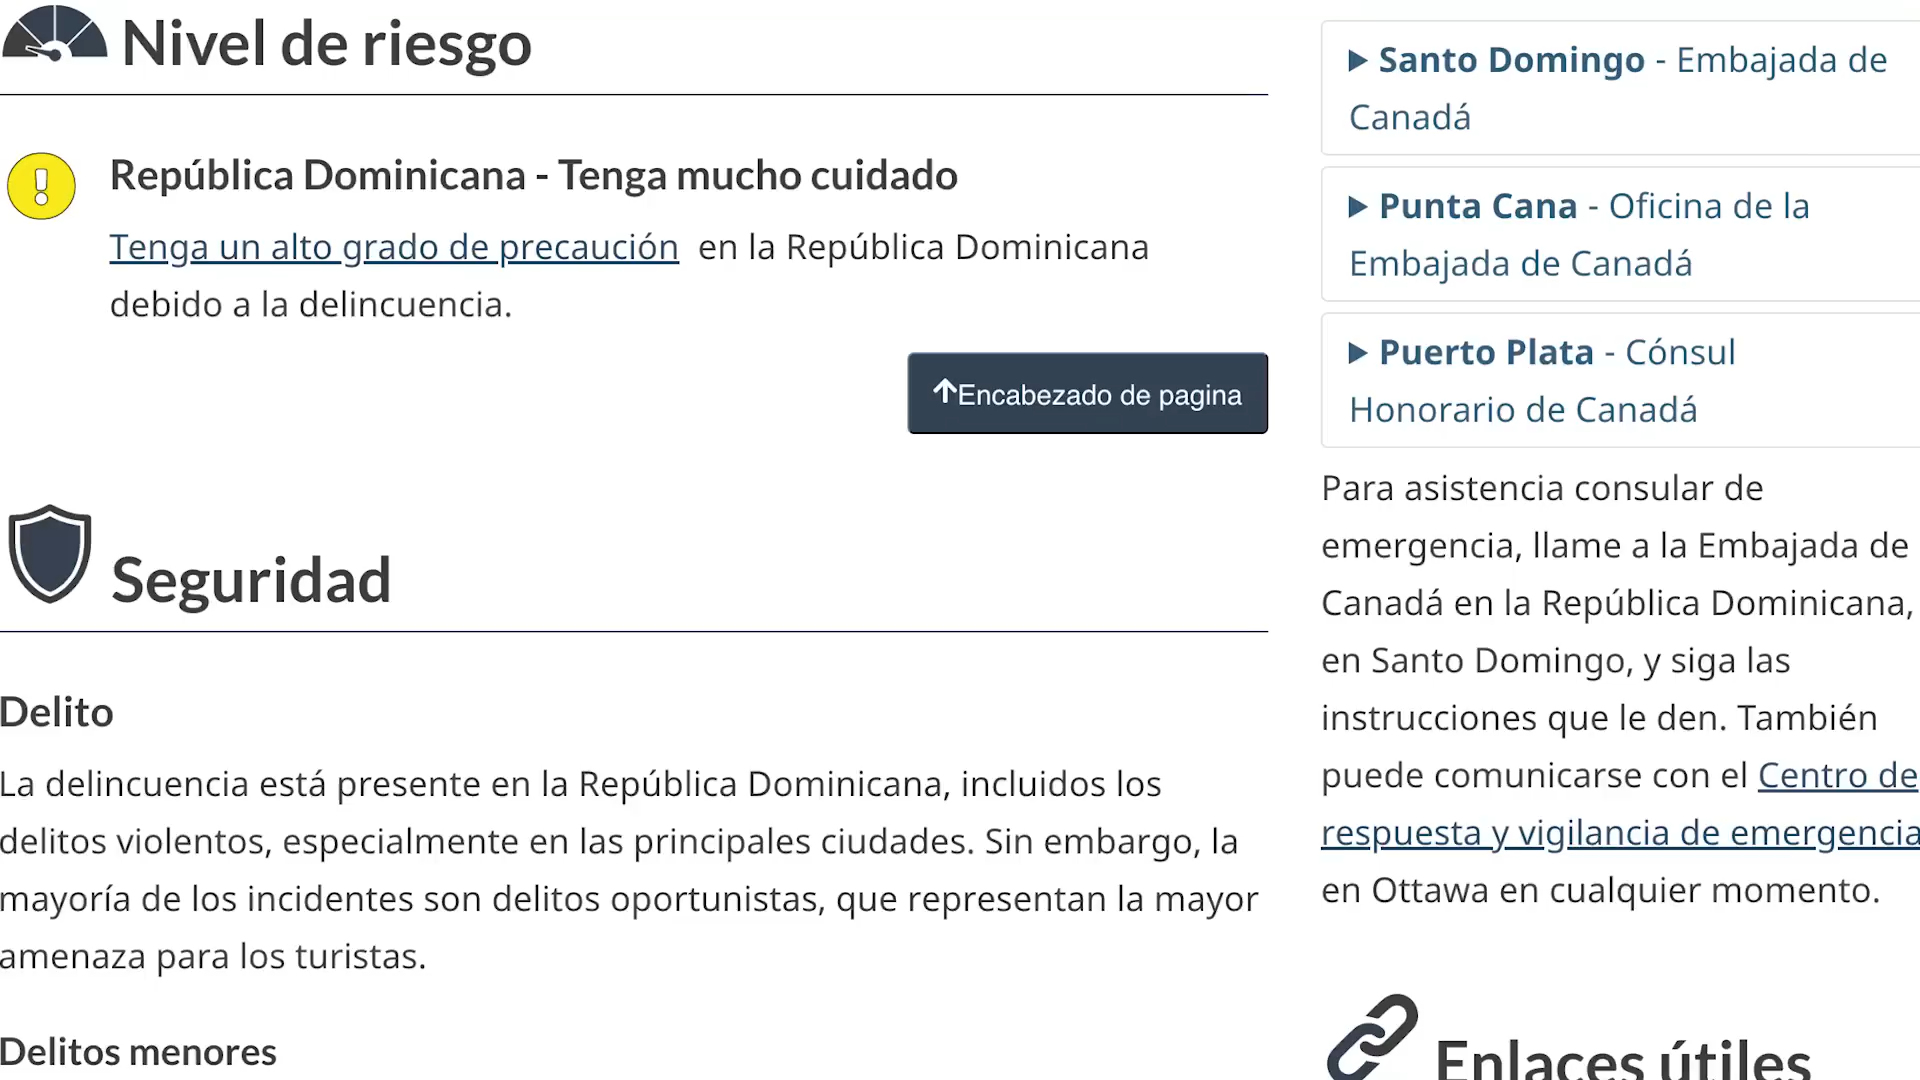 Nivel de riesgo
República Dominicana - Tenga mucho cuidado
Tenga un alto grado de precaución en la República Dominicana
debido a la delincuencia.
Encabezado de pagina
Seguridad
Delito
La delincuencia está presente en la República Dominicana, incluidos los
delitos violentos, especialmente en las principales ciudades. Sin embargo, la
mayoría de los incidentes son delitos oportunistas, que representan la mayor
amenaza para los turistas.
Delitos menores
Santo Domingo - Embajada de
Canadá
Punta Cana - Oficina de la
Embajada de Canadá
Puerto Plata - Cónsul
Honorario de Canadá
Para asistencia consular de
emergencia, llame a la Embajada de
Canadá en la República Dominicana,
en Santo Domingo, y siga las
instrucciones que le den. También
puede comunicarse con el Centro de
respuesta y vigilancia de emergencia
en Ottawa en cualquier momento.
Enlaces útiles